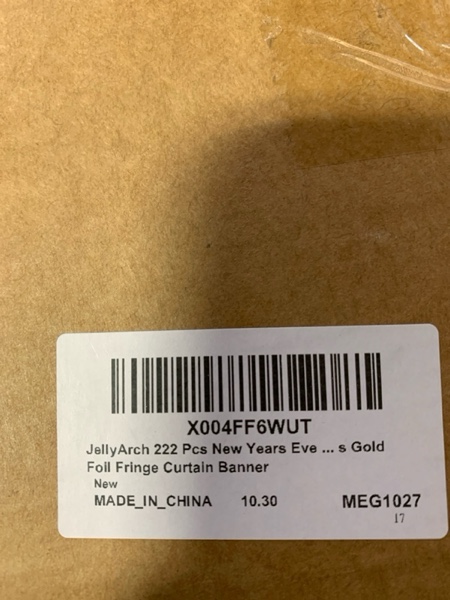 X004FF6WUT
JellyArch 222 Pcs New Years Eve ... s Gold
Foil Fringe Curtain Banner
New
MADE_IN_CHINA 10.30 MEG1027
17